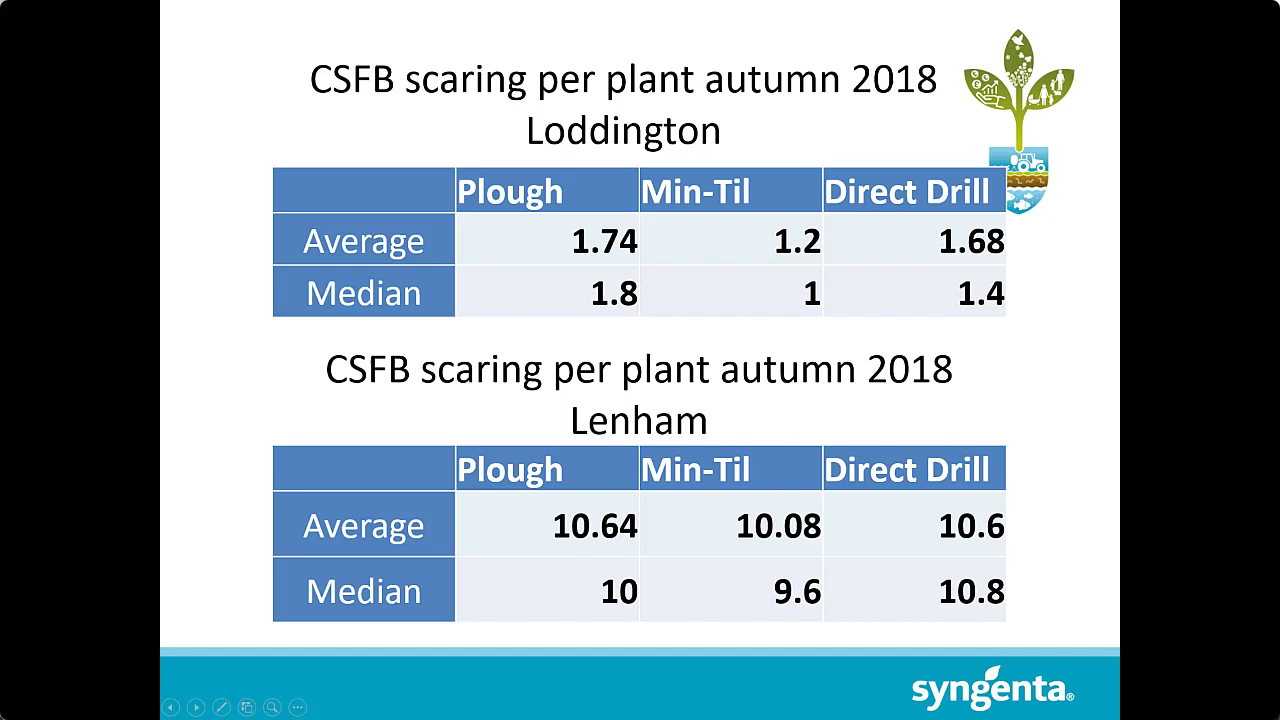 CSFB scaring per plant autumn 2018
Loddington
Plough Min-Til Direct Drill
Average 1.74 1.2 1.68
Median 1.8 1 1.4
CSFB scaring per plant autumn 2018
Lenham
Plough Min-Til Direct Drill
Average 10.64 10.08 10.6
Median 10 9.6 10.8
syngenta®